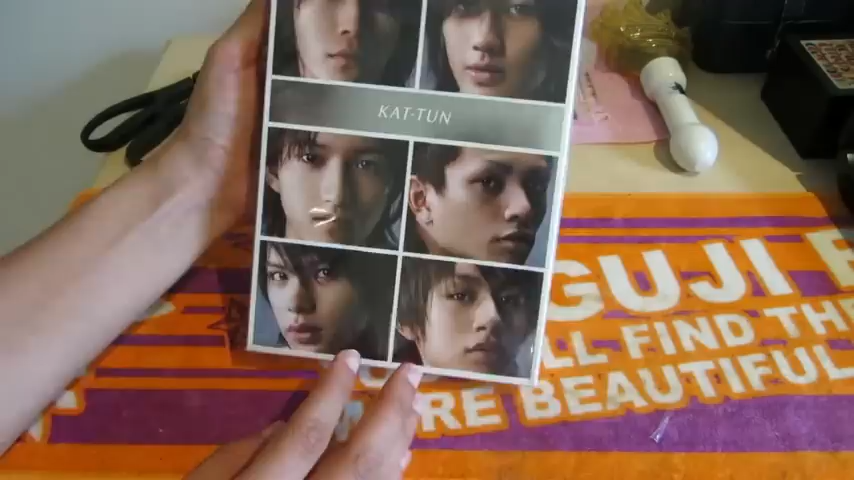 KAT-TUN
GUJI
LL FIND THE
RE BEAUTIFUL